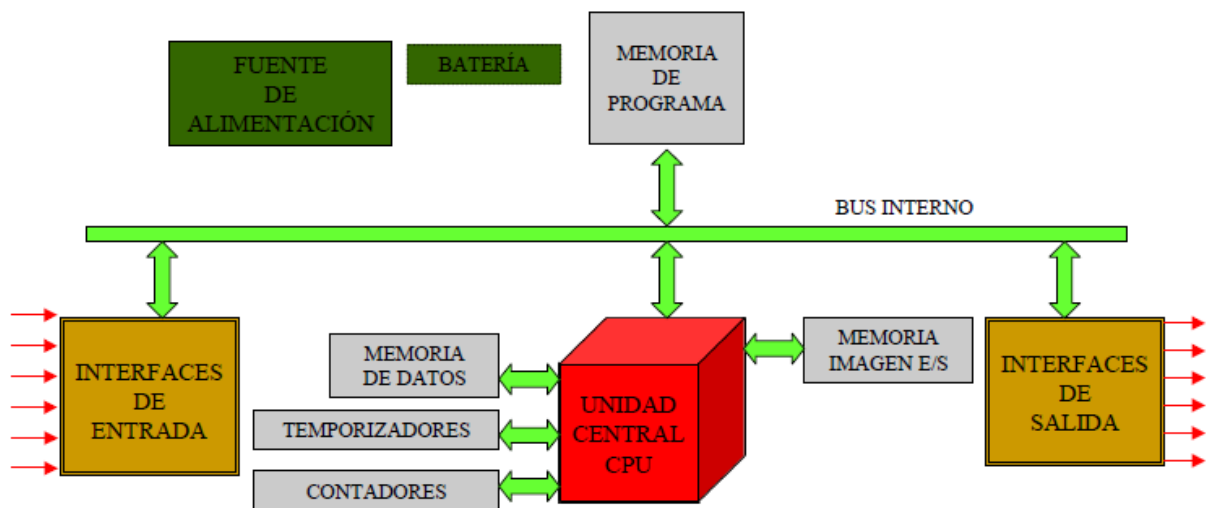 FUENTE
DE
ALIMENTACIÓN
BATERÍA
MEMORIA
DE
PROGRAMA
BUS INTERNO
INTERFACES
DE
ENTRADA
MEMORIA
DE DATOS
TEMPORIZADORES
CONTADORES
UNIDAD
CENTRAL
CPU
MEMORIA
IMAGEN E/S
INTERFACES
DE
SALIDA